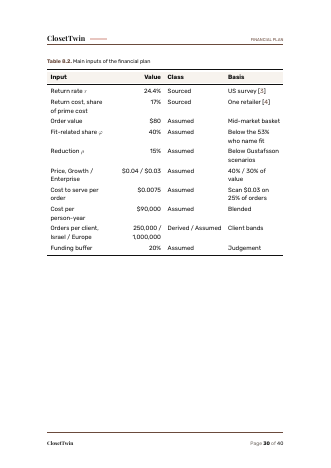 ClosetTwin
FINANCIAL PLAN
Table 8.2. Main inputs of the financial plan
Input Value Class Basis
Return rate r 24.4% Sourced US survey [3]
Return cost, share of prime cost 17% Sourced One retailer [4]
Order value $80 Assumed Mid-market basket
Fit-related share φ 40% Assumed Below the 53% who name fit
Reduction ρ 15% Assumed Below Gustafsson scenarios
Price, Growth / Enterprise $0.04 / $0.03 Assumed 40% / 30% of value
Cost to serve per order $0.0075 Assumed Scan $0.03 on 25% of orders
Cost per person-year $90,000 Assumed Blended
Orders per client, Israel / Europe 250,000 / 1,000,000 Derived / Assumed Client bands
Funding buffer 20% Assumed Judgement
ClosetTwin
Page 30 of 40